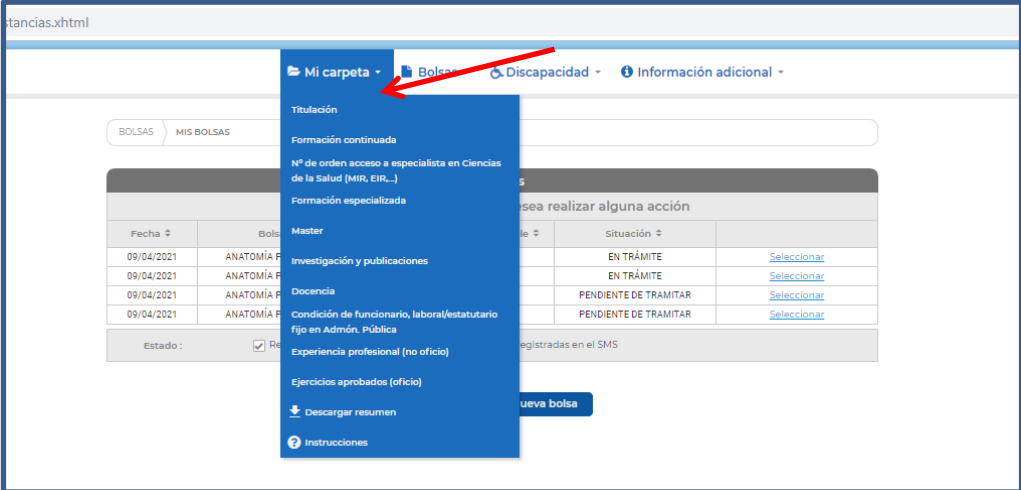 stancias.xhtml
Mi carpeta Bolsas Discapacidad Información adicional
BOLSAS MIS BOLSAS
Titulación
Formación continuada
Nº de orden acceso a especialista en Ciencias
de la Salud (MIR, EIR,...)
Formación especializada
Master
Investigación y publicaciones
Docencia
Condición de funcionario, laboral/estatutario
fijo en Admón. Pública
Experiencia profesional (no oficio)
Ejercicios aprobados (oficio)
Descargar resumen
Instrucciones
s
esea realizar alguna acción
Fecha Bols le Situación
09/04/2021 ANATOMÍA F EN TRÁMITE Seleccionar
09/04/2021 ANATOMÍA F EN TRÁMITE Seleccionar
09/04/2021 ANATOMÍA F PENDIENTE DE TRAMITAR Seleccionar
09/04/2021 ANATOMÍA F PENDIENTE DE TRAMITAR Seleccionar
Estado : Re egistradas en el SMS
ueva bolsa